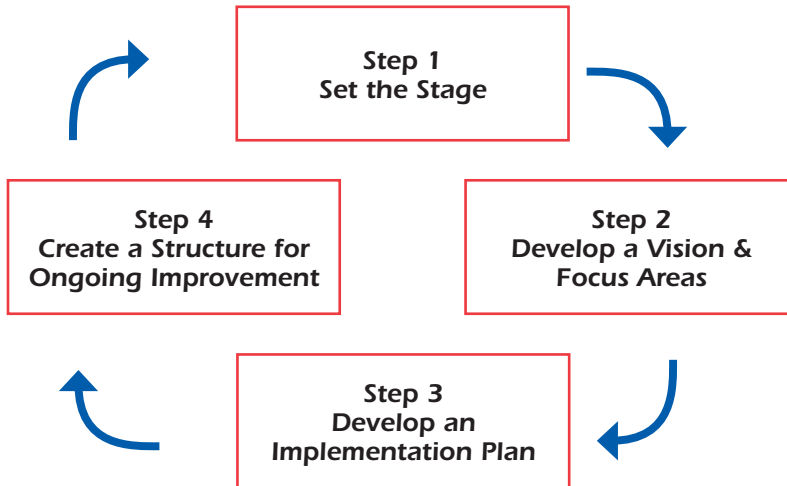 Step 1
Set the Stage
Step 2
Develop a Vision &
Focus Areas
Step 3
Develop an
Implementation Plan
Step 4
Create a Structure for
Ongoing Improvement